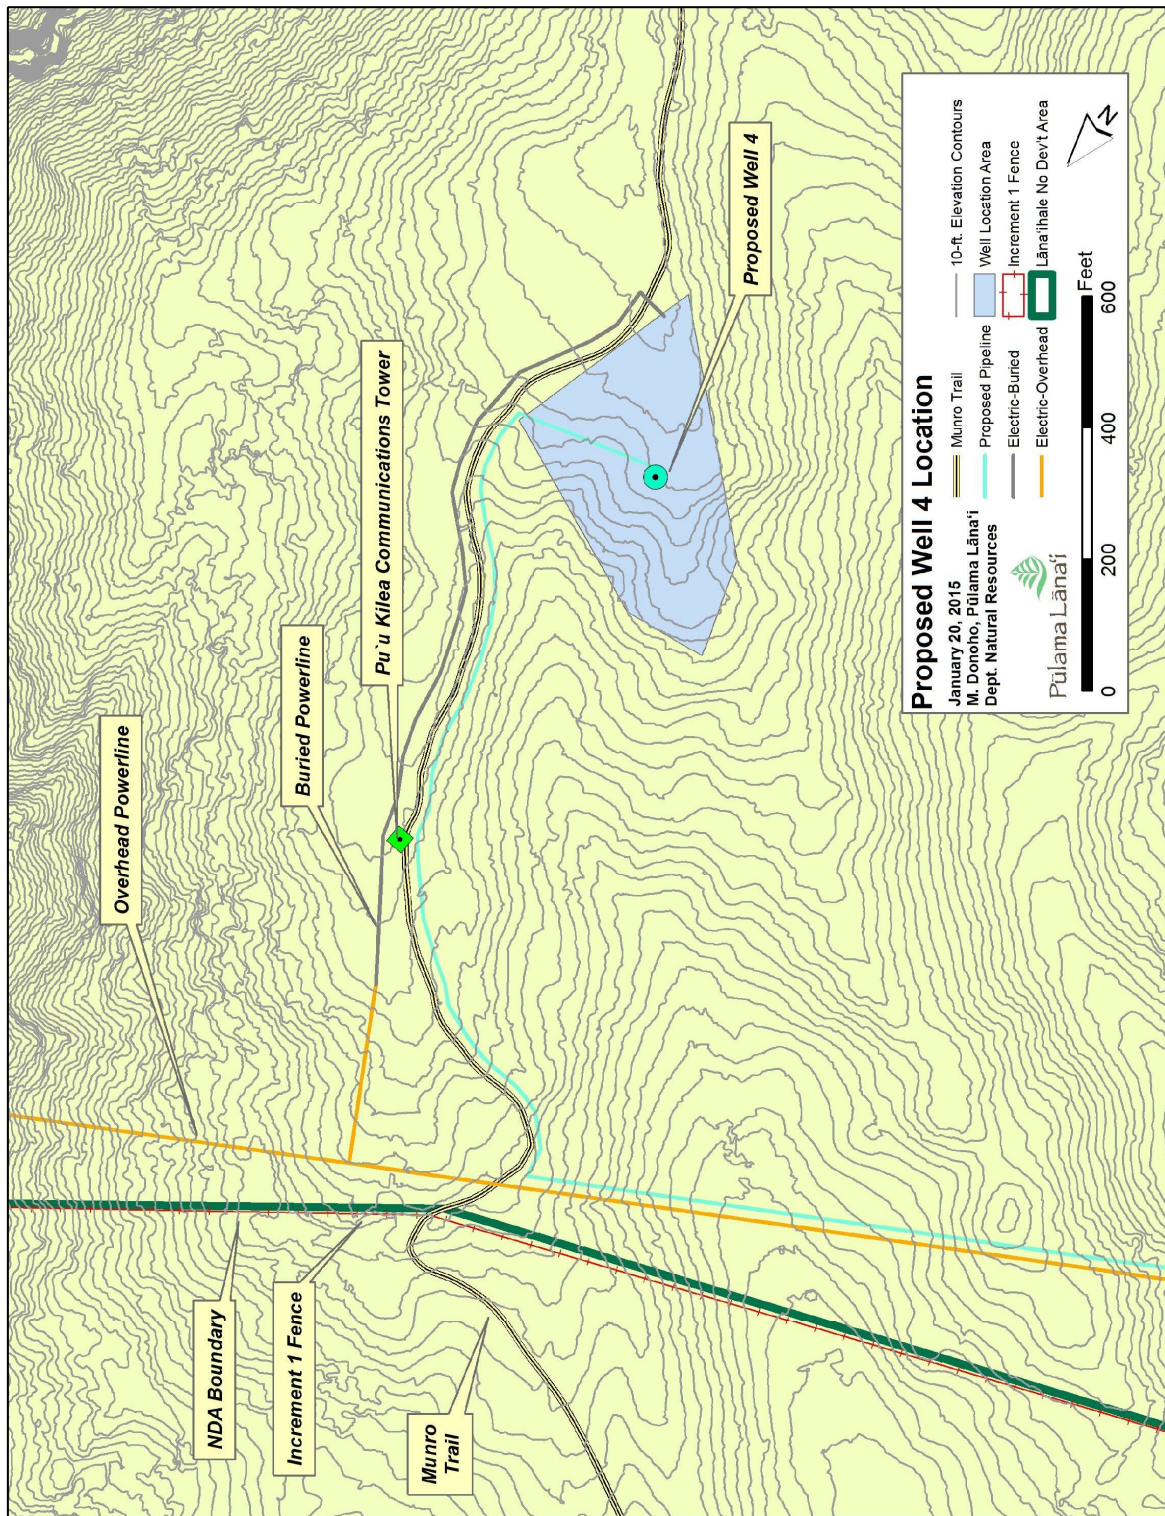 Overhead Powerline
Buried Powerline
Pu`u Kilea Communications Tower
Proposed Well 4
NDA Boundary
Increment 1 Fence
Munro
Trail
Proposed Well 4 Location
January 20, 2015
M. Donoho, Pūlama Lāna‘i
Dept. Natural Resources
Pūlama Lāna‘i
Munro Trail
Proposed Pipeline
Electric-Buried
Electric-Overhead
10-ft. Elevation Contours
Well Location Area
Increment 1 Fence
Lāna‘ihale No Dev't Area
N
0 200 400 600
Feet